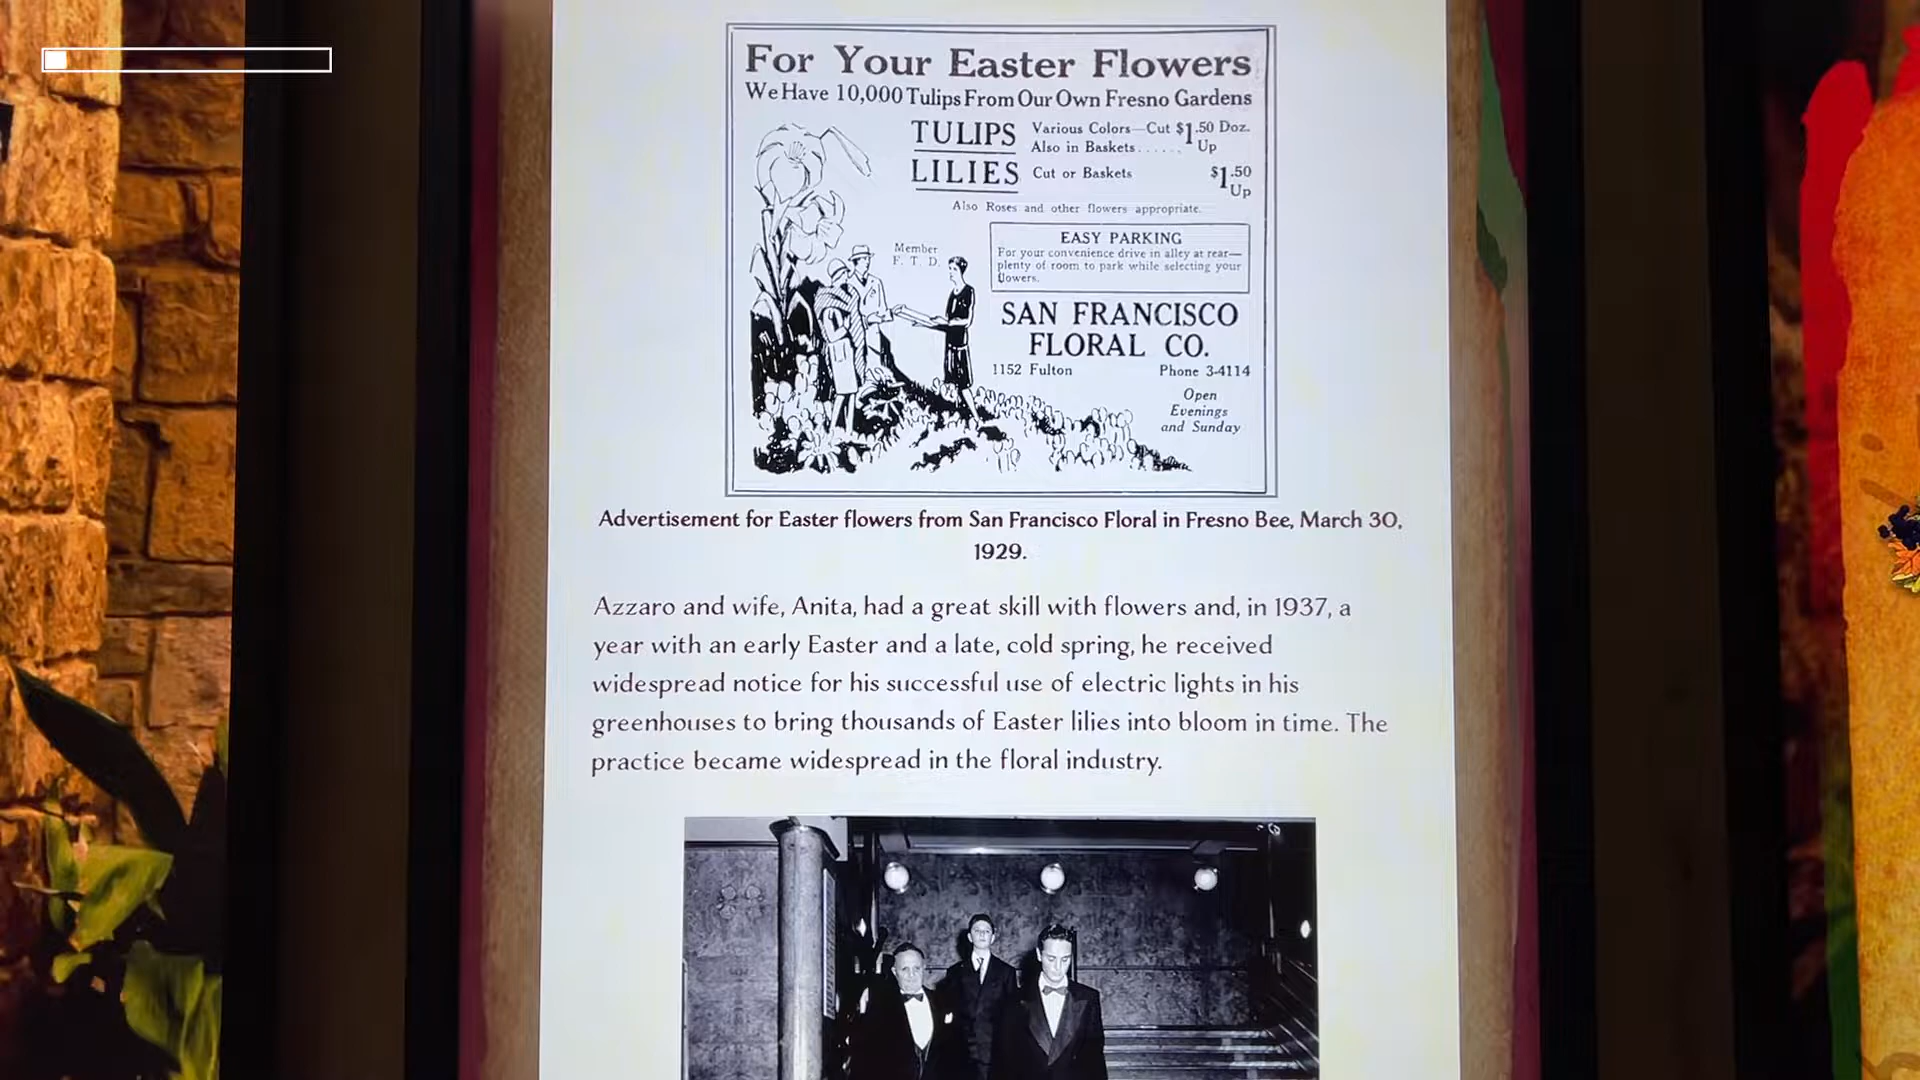 For Your Easter Flowers
We Have 10,000 Tulips From Our Own Fresno Gardens
TULIPS Various Colors—Cut $1.50 Doz.
Also in Baskets...... Up
LILIES Cut or Baskets $1.50
Up
Also Roses and other flowers appropriate.
Member
F. T. D.
EASY PARKING
For your convenience drive in alley at rear—
plenty of room to park while selecting your
flowers.
SAN FRANCISCO
FLORAL CO.
1152 Fulton Phone 3-4114
Open
Evenings
and Sunday
Advertisement for Easter flowers from San Francisco Floral in Fresno Bee, March 30,
1929.
Azzaro and wife, Anita, had a great skill with flowers and, in 1937, a
year with an early Easter and a late, cold spring, he received
widespread notice for his successful use of electric lights in his
greenhouses to bring thousands of Easter lilies into bloom in time. The
practice became widespread in the floral industry.